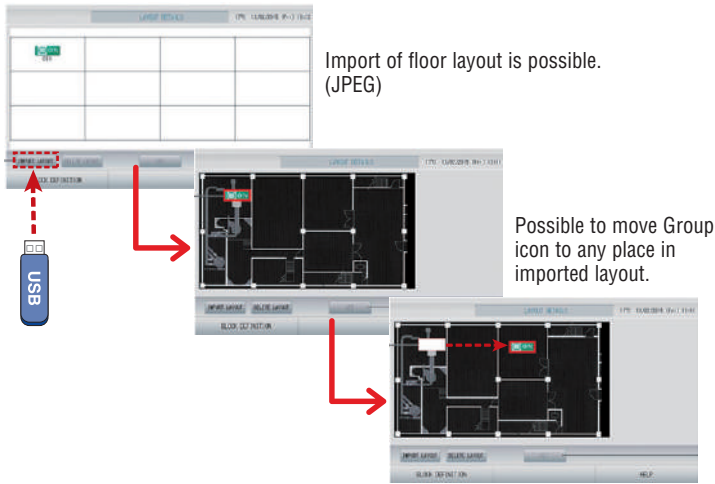 LAYOUT DETAILS
Import of floor layout is possible.
(JPEG)
IMPORT LAYOUT DELETE LAYOUT
BLOCK DEFINITION
USB
LAYOUT DETAILS
Possible to move Group
icon to any place in
imported layout.
IMPORT LAYOUT DELETE LAYOUT
BLOCK DEFINITION
LAYOUT DETAILS
IMPORT LAYOUT DELETE LAYOUT
BLOCK DEFINITION HELP